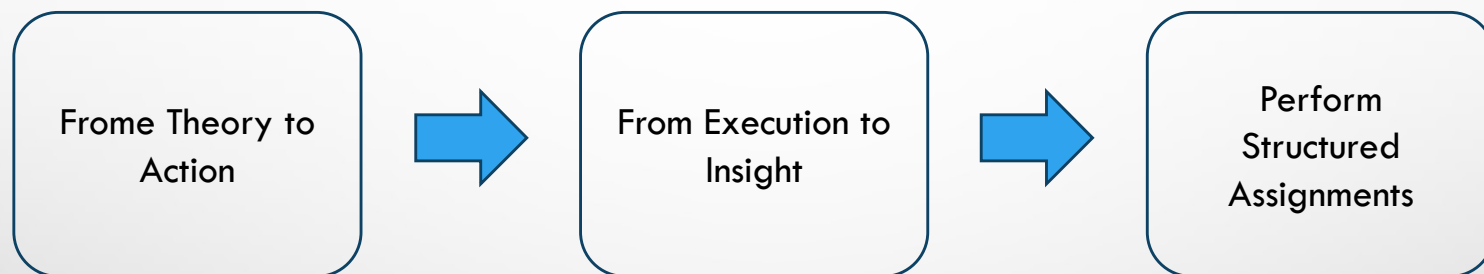 Frome Theory to
Action
From Execution to
Insight
Perform
Structured
Assignments